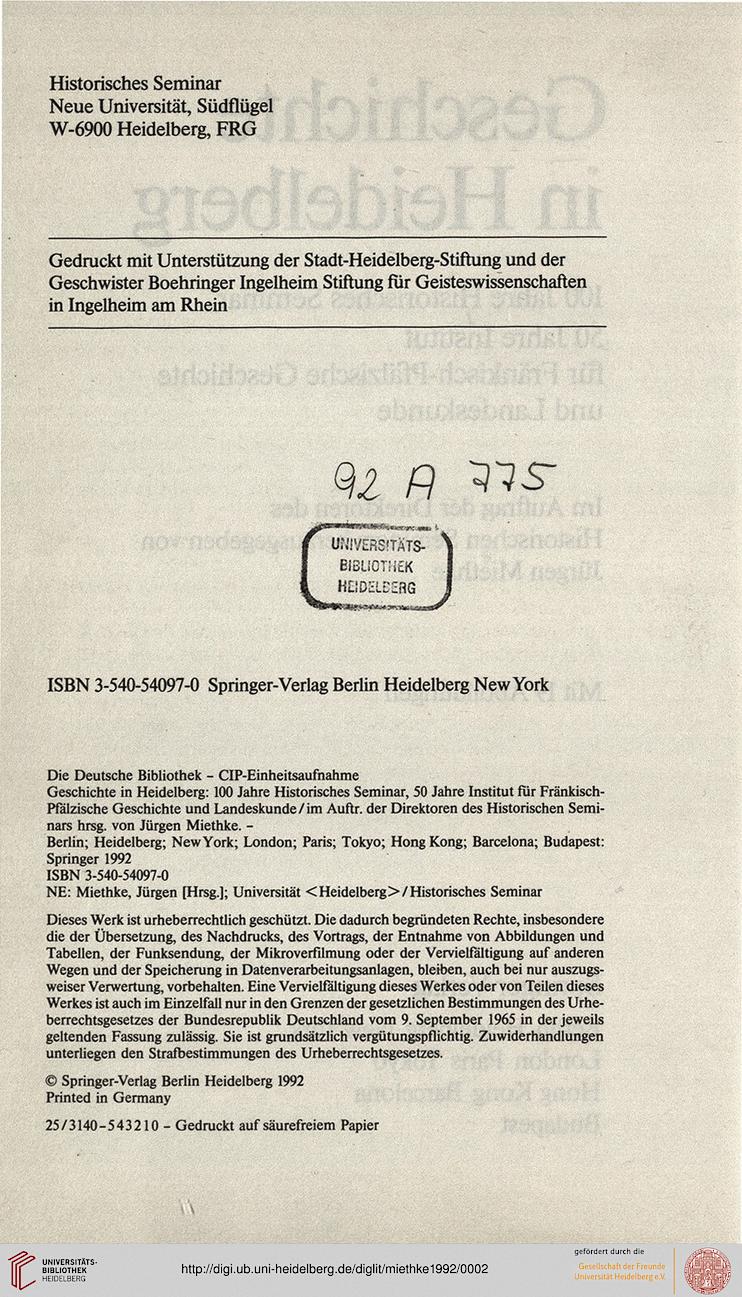 Historisches Seminar
Neue Universität, Südflügel
W-6900 Heidelberg, FRG
Gedruckt mit Unterstützung der Stadt-Heidelberg-Stiftung und der
Geschwister Boehringer Ingelheim Stiftung für Geisteswissenschaften
in Ingelheim am Rhein
92 A 775
UNIVERSITÄTS-
BIBLIOTHEK
HEIDELBERG
ISBN 3-540-54097-0 Springer-Verlag Berlin Heidelberg New York
Die Deutsche Bibliothek – CIP-Einheitsaufnahme
Geschichte in Heidelberg: 100 Jahre Historisches Seminar, 50 Jahre Institut für Fränkisch-
Pfälzische Geschichte und Landeskunde / im Auftr. der Direktoren des Historischen Semi-
nars hrsg. von Jürgen Miethke. –
Berlin; Heidelberg; New York; London; Paris; Tokyo; Hong Kong; Barcelona; Budapest:
Springer 1992
ISBN 3-540-54097-0
NE: Miethke, Jürgen [Hrsg.]; Universität <Heidelberg> / Historisches Seminar
Dieses Werk ist urheberrechtlich geschützt. Die dadurch begründeten Rechte, insbesondere
die der Übersetzung, des Nachdrucks, des Vortrags, der Entnahme von Abbildungen und
Tabellen, der Funksendung, der Mikroverfilmung oder der Vervielfältigung auf anderen
Wegen und der Speicherung in Datenverarbeitungsanlagen, bleiben, auch bei nur auszugs-
weiser Verwertung, vorbehalten. Eine Vervielfältigung dieses Werkes oder von Teilen dieses
Werkes ist auch im Einzelfall nur in den Grenzen der gesetzlichen Bestimmungen des Urhe-
berrechtsgesetzes der Bundesrepublik Deutschland vom 9. September 1965 in der jeweils
geltenden Fassung zulässig. Sie ist grundsätzlich vergütungspflichtig. Zuwiderhandlungen
unterliegen den Strafbestimmungen des Urheberrechtsgesetzes.
© Springer-Verlag Berlin Heidelberg 1992
Printed in Germany
25/3140-543210 – Gedruckt auf säurefreiem Papier
UNIVERSITÄTS-
BIBLIOTHEK
HEIDELBERG
http://digi.ub.uni-heidelberg.de/diglit/miethke1992/0002
gefördert durch die
Gesellschaft der Freunde
Universität Heidelberg e.V.